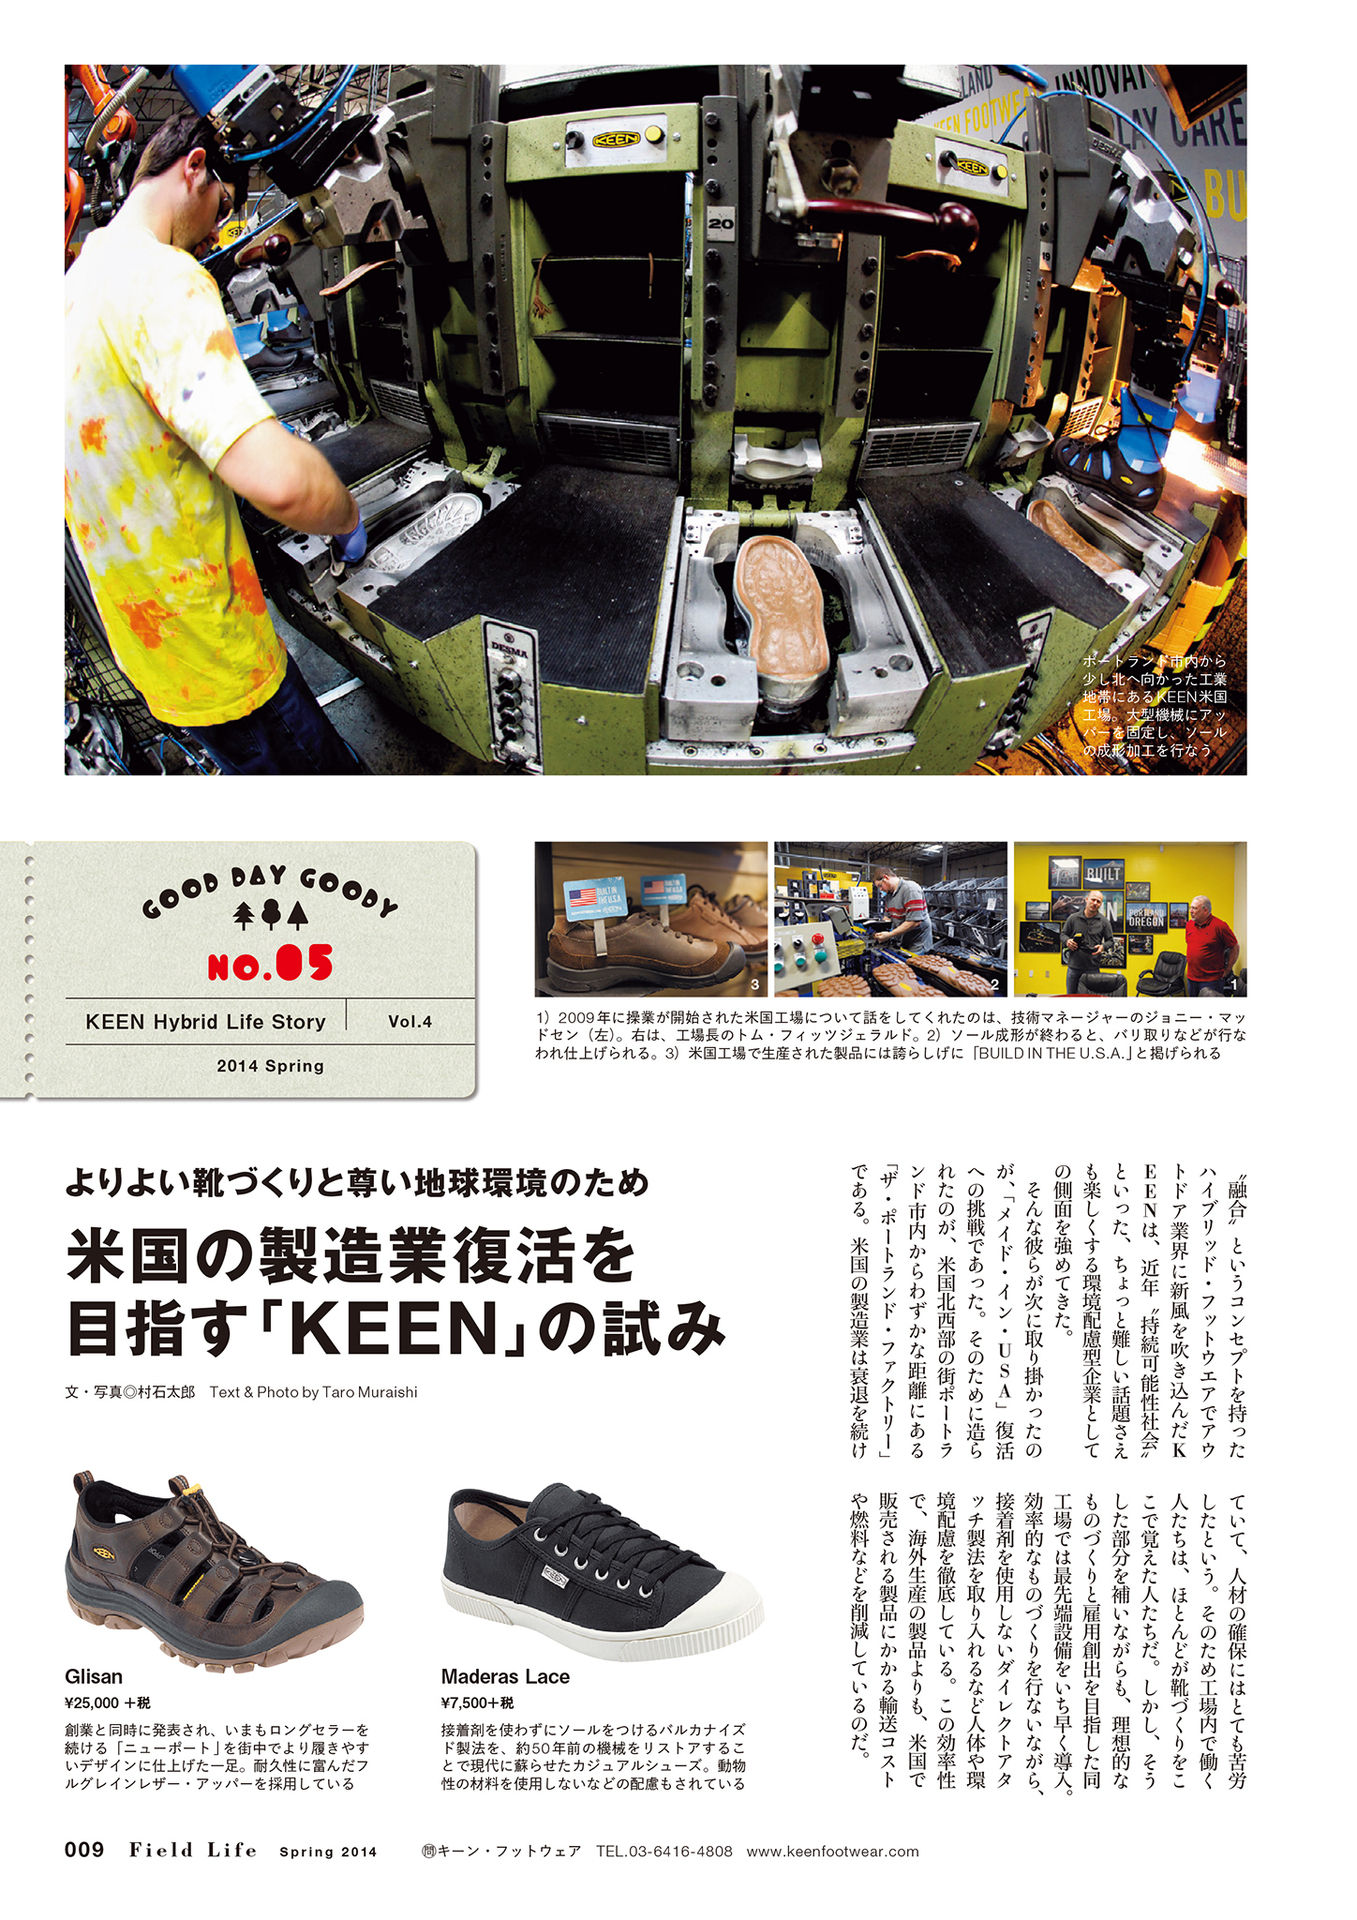 KEEN
KEEN
20
19
DESMA
LAND
KEEN FOOTWE
INNOVAT
LAY CARE
BU
ポートランド市内から
少し北へ向かった工業
地帯にあるKEEN米国
工場。大型機械にアッ
パーを固定し、ソール
の成形加工を行なう
GOOD DAY GOODY
NO.05
KEEN Hybrid Life Story
Vol.4
2014 Spring
BUILT IN
THE U.S.A.
3
2
BUILT
PORTLAND
OREGON
1
1）2009年に操業が開始された米国工場について話をしてくれたのは、技術マネージャーのジョニー・マッ
ドセン（左）。右は、工場長のトム・フィッツジェラルド。2）ソール成形が終わると、バリ取りなどが行な
われ仕上げられる。3）米国工場で生産された製品には誇らしげに「BUILD IN THE U.S.A.」と掲げられる
よりよい靴づくりと尊い地球環境のため
米国の製造業復活を
目指す「KEEN」の試み
文・写真◎村石太郎　Text & Photo by Taro Muraishi
〝融合〟というコンセプトを持った
ハイブリッド・フットウエアでアウ
トドア業界に新風を吹き込んだK
EENは、近年〝持続可能性社会〟
といった、ちょっと難しい話題さえ
も楽しくする環境配慮型企業として
の側面を強めてきた。
　そんな彼らが次に取り掛かったの
が、「メイド・イン・USA」復活
への挑戦であった。そのために造ら
れたのが、米国北西部の街ポートラ
ンド市内からわずかな距離にある
「ザ・ポートランド・ファクトリー」
である。米国の製造業は衰退を続け
ていて、人材の確保にはとても苦労
したという。そのため工場内で働く
人たちは、ほとんどが靴づくりをこ
こで覚えた人たちだ。しかし、そう
した部分を補いながらも、理想的な
ものづくりと雇用創出を目指した同
工場では最先端設備をいち早く導入。
効率的なものづくりを行ないながら、
接着剤を使用しないダイレクトアタ
ッチ製法を取り入れるなど人体や環
境配慮を徹底している。この効率性
で、海外生産の製品よりも、米国で
販売される製品にかかる輸送コスト
や燃料などを削減しているのだ。
KEEN
KEEN
Glisan
¥25,000 +税
創業と同時に発表され、いまもロングセラーを
続ける「ニューポート」を街中でより履きやす
いデザインに仕上げた一足。耐久性に富んだフ
ルグレインレザー・アッパーを採用している
Maderas Lace
¥7,500+税
接着剤を使わずにソールをつけるバルカナイズ
ド製法を、約50年前の機械をリストアするこ
とで現代に蘇らせたカジュアルシューズ。動物
性の材料を使用しないなどの配慮もされている
009　Field Life　Spring 2014　㉄キーン・フットウェア　TEL.03-6416-4808　www.keenfootwear.com